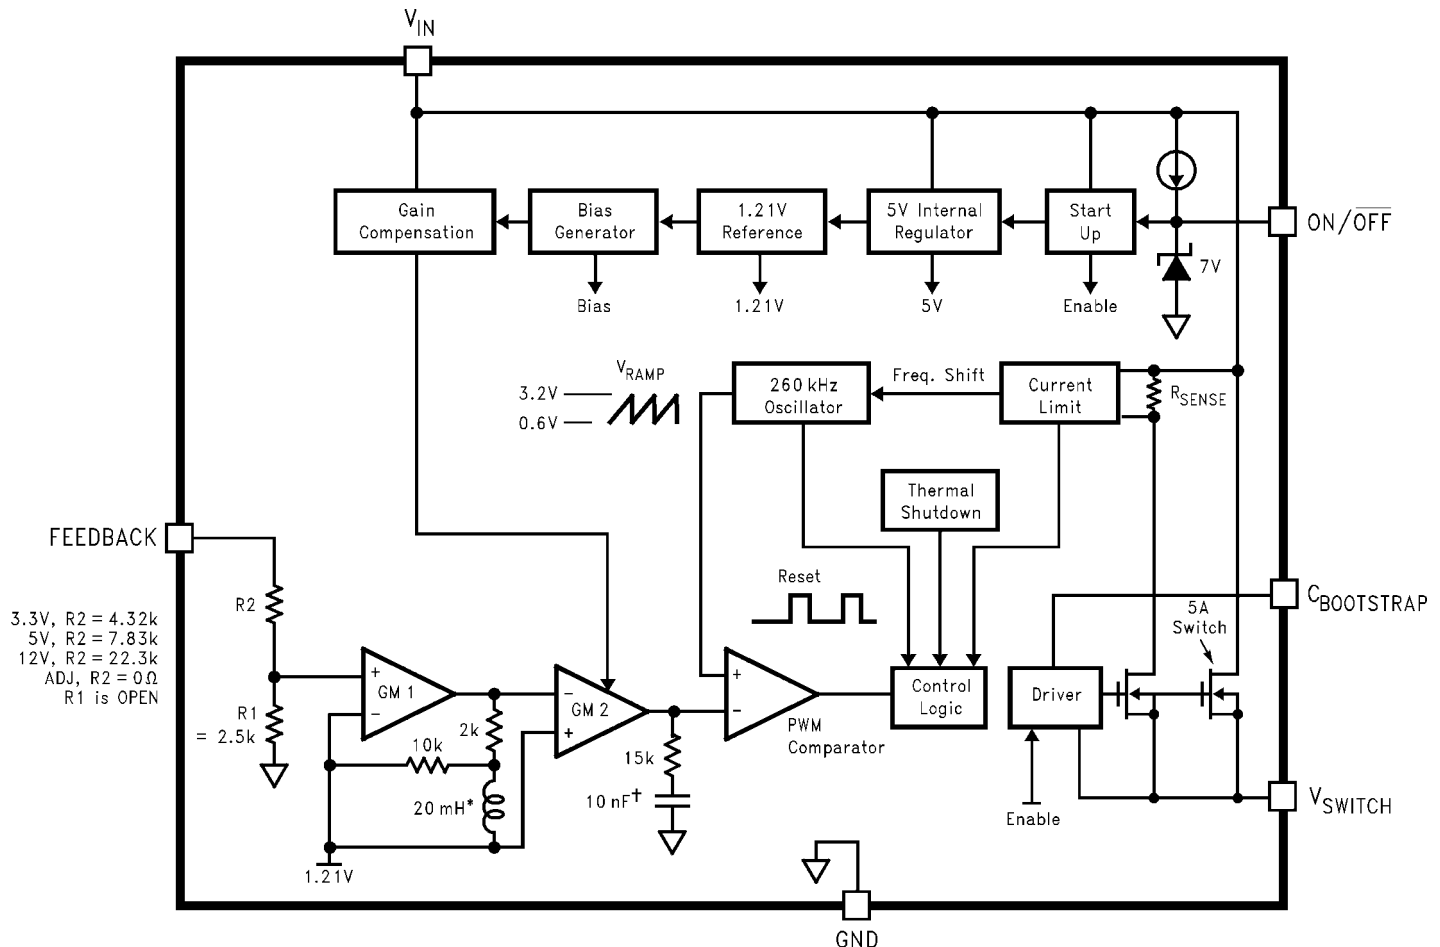 VIN
Gain
Compensation
Bias
Generator
1.21V
Reference
5V Internal
Regulator
Start
Up
ON/OFF
7V
Bias
1.21V
5V
Enable
VRAMP
3.2V
0.6V
260 kHz
Oscillator
Freq. Shift
Current
Limit
RSENSE
Thermal
Shutdown
FEEDBACK
Reset
CBOOTSTRAP
R2
3.3V, R2 = 4.32k
5V, R2 = 7.83k
12V, R2 = 22.3k
ADJ, R2 = 0Ω
R1 is OPEN
5A
Switch
+
GM 1
−
−
GM 2
+
+
−
PWM
Comparator
Control
Logic
Driver
R1
= 2.5k
2k
10k
20 mH*
15k
10 nF†
Enable
VSWITCH
1.21V
GND